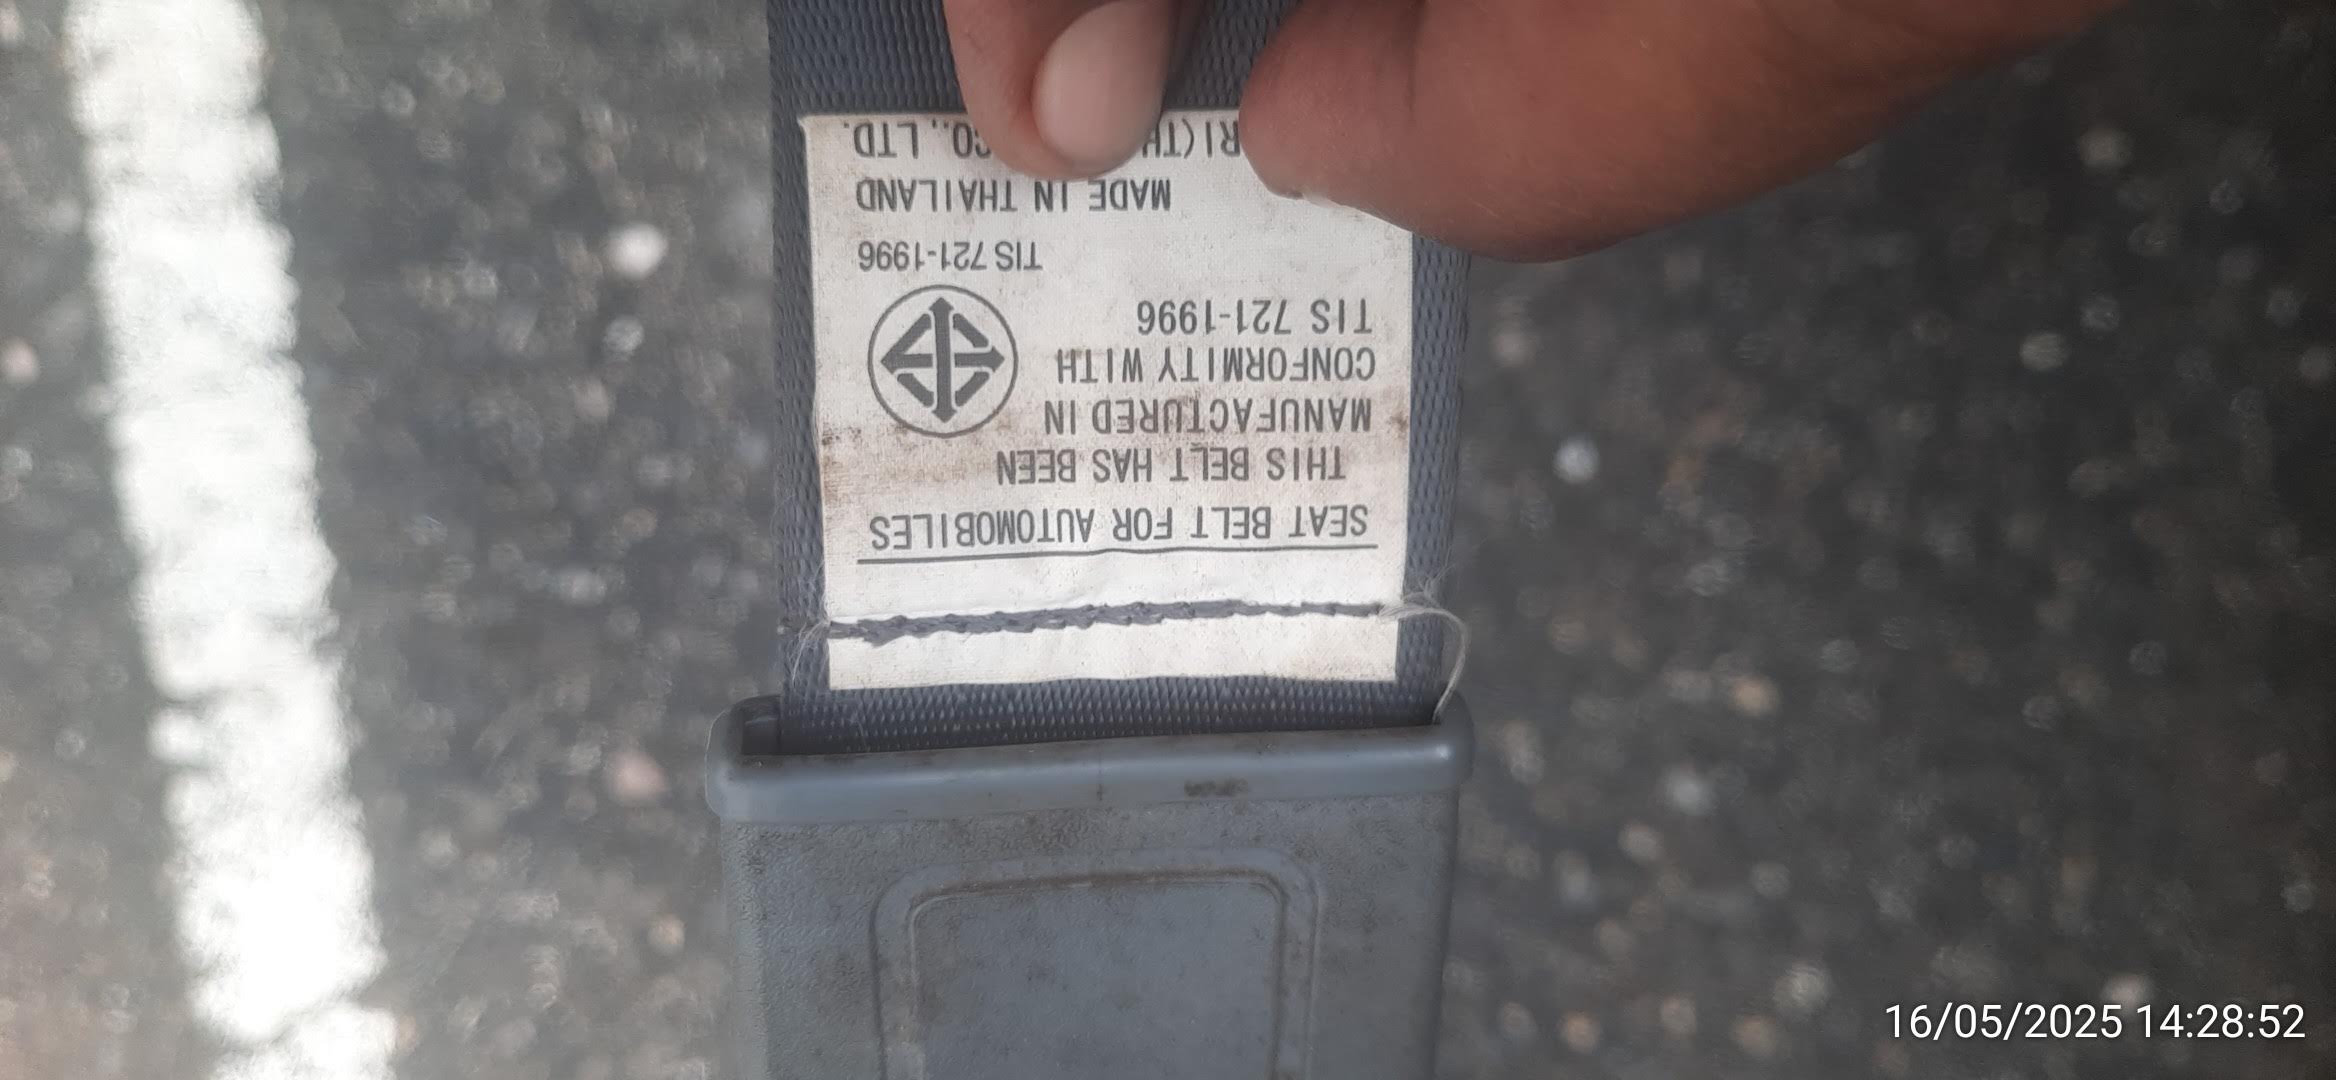 SEAT BELT FOR AUTOMOBILES
THIS BELT HAS BEEN
MANUFACTURED IN
CONFORMITY WITH
TIS 721-1996
TIS 721-1996
MADE IN THAILAND
LTD.
16/05/2025 14:28:52